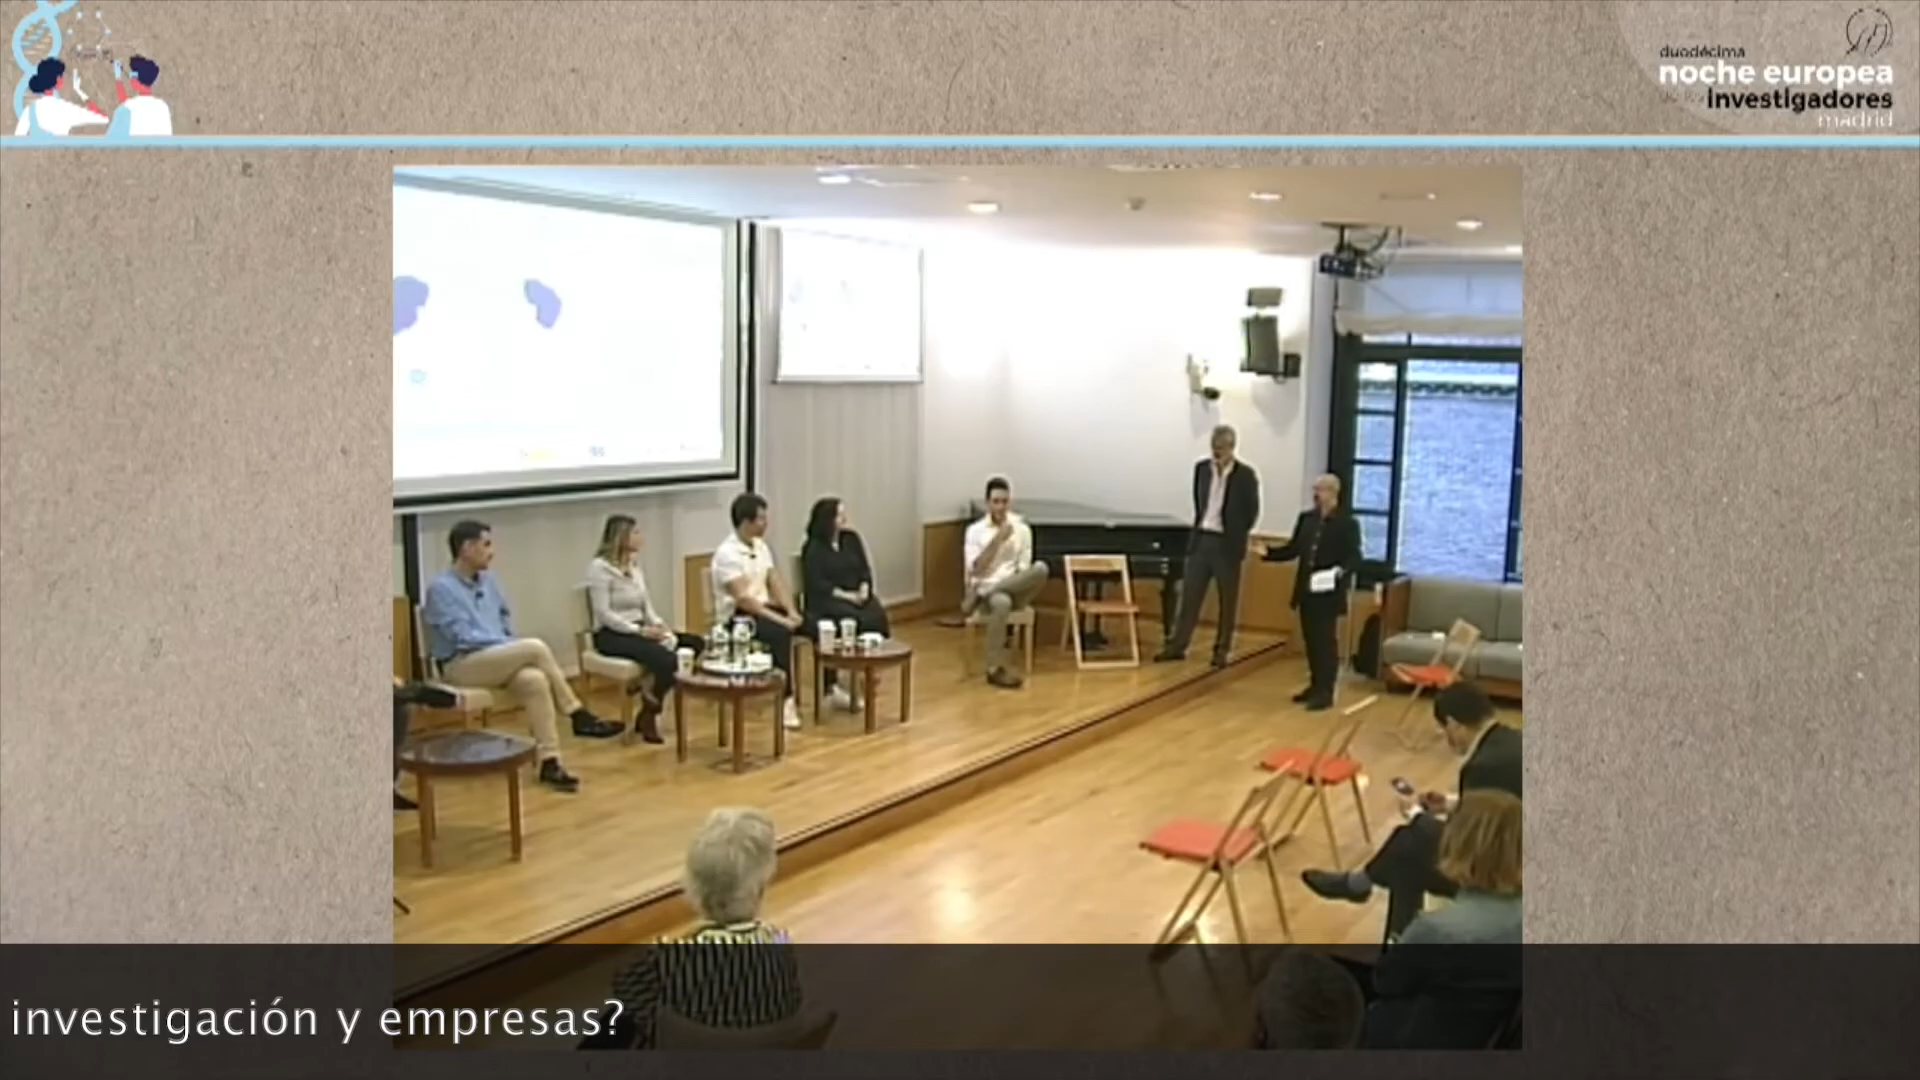 duodécima
noche europea
investigadores
madrid
investigación y empresas?